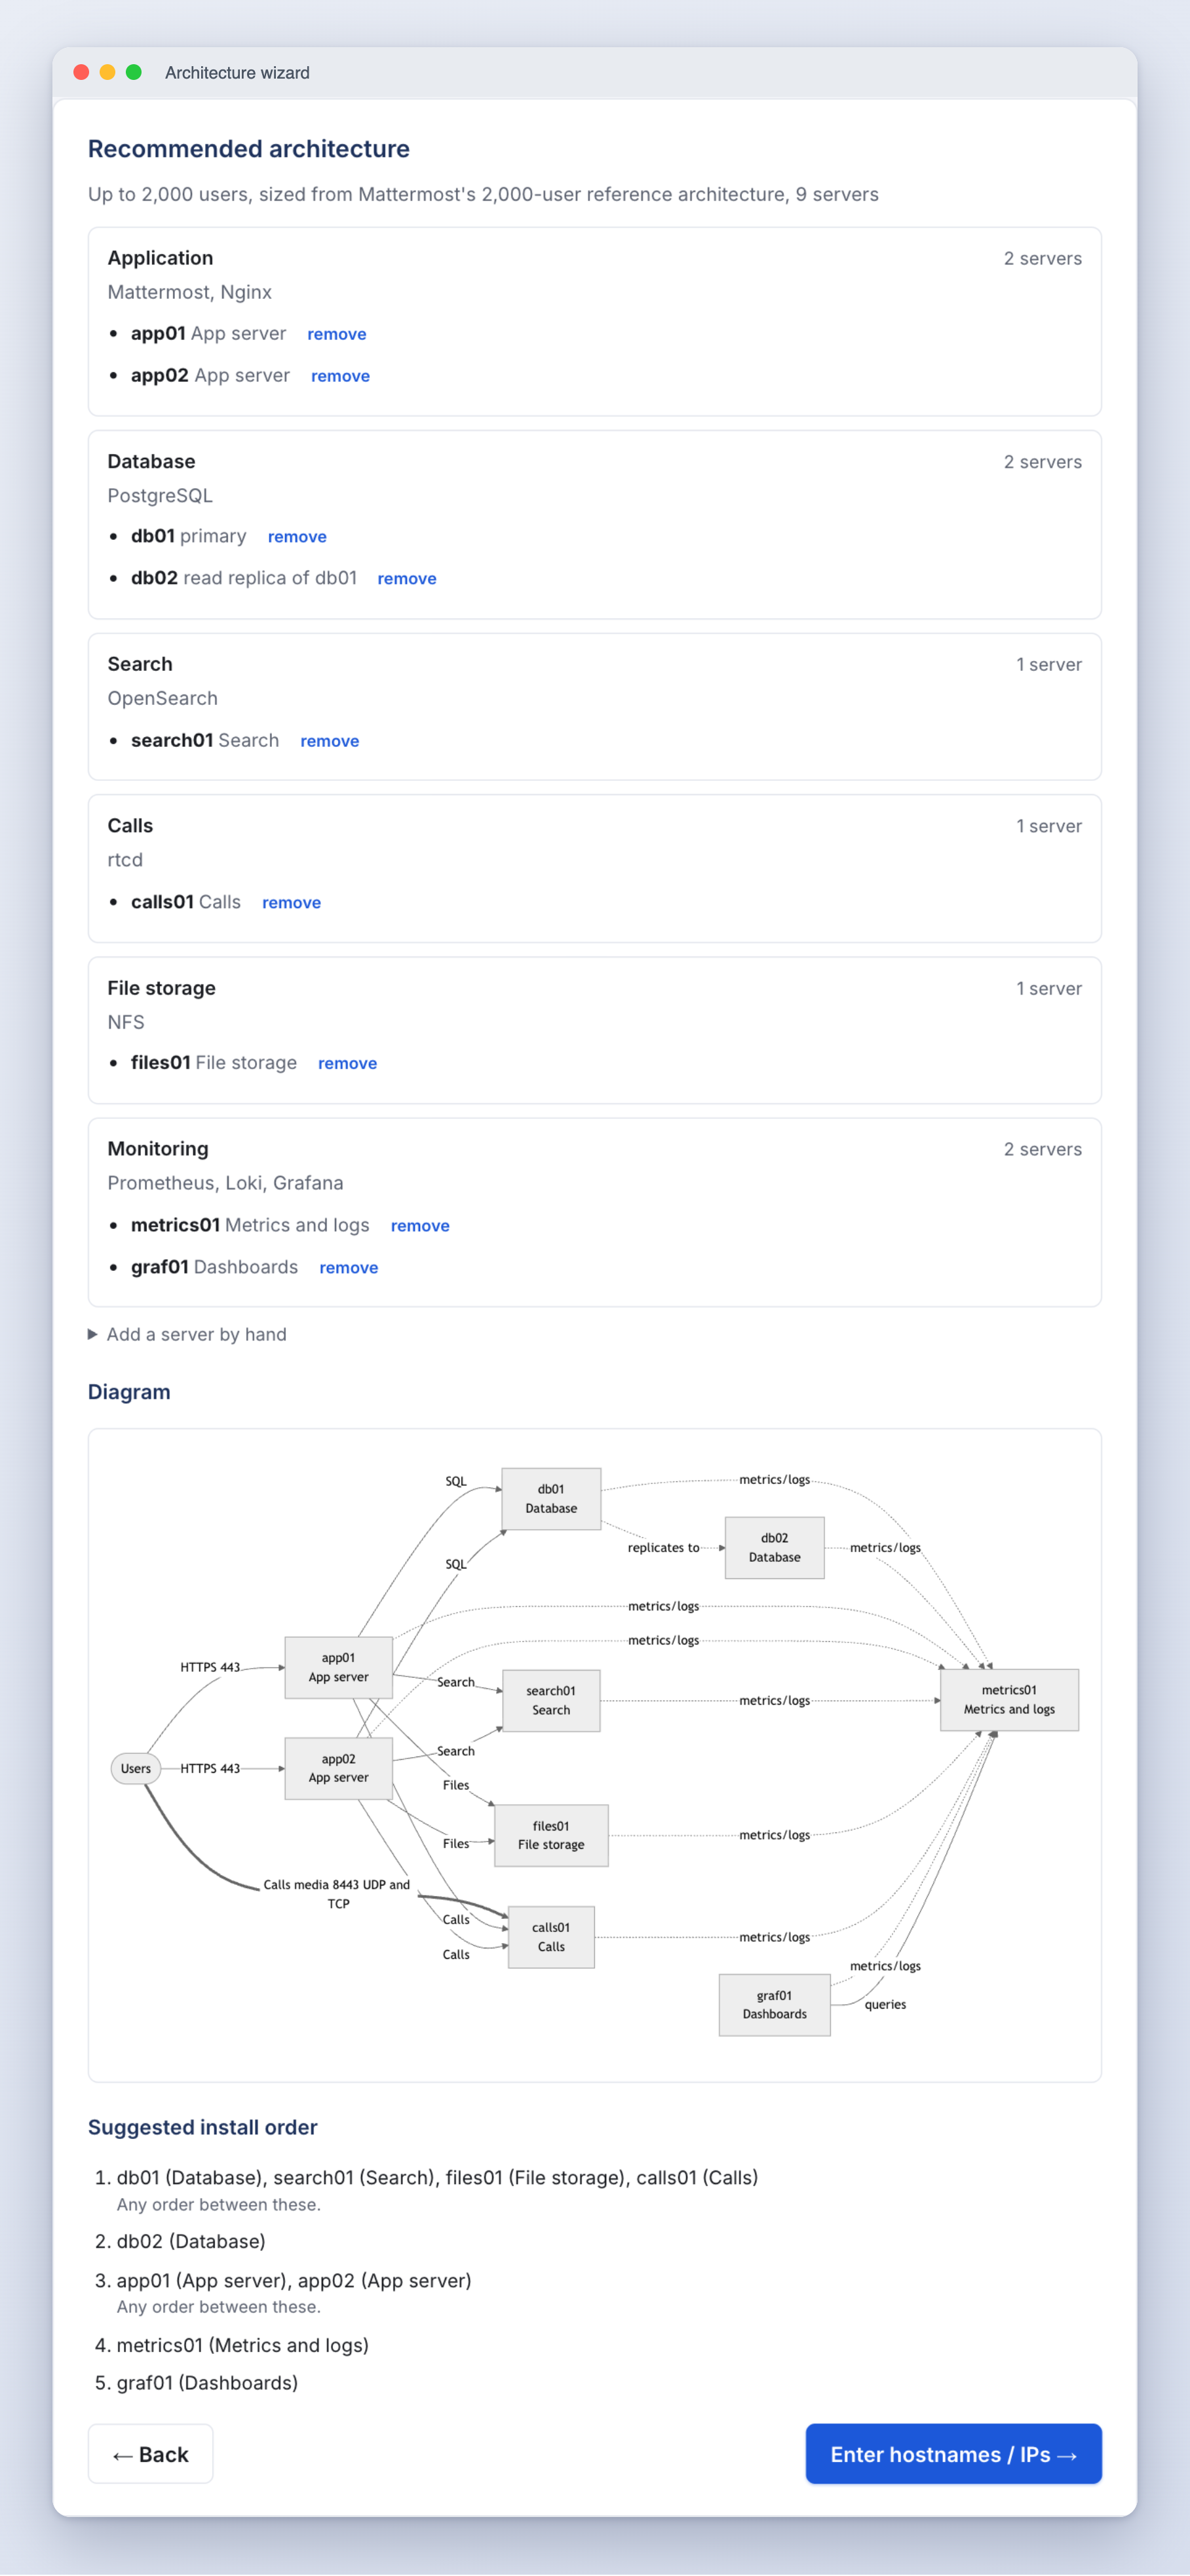 Architecture wizard
Recommended architecture
Up to 2,000 users, sized from Mattermost's 2,000-user reference architecture, 9 servers
Application
2 servers
Mattermost, Nginx
• app01 App server remove
• app02 App server remove
Database
2 servers
PostgreSQL
• db01 primary remove
• db02 read replica of db01 remove
Search
1 server
OpenSearch
• search01 Search remove
Calls
1 server
rtcd
• calls01 Calls remove
File storage
1 server
NFS
• files01 File storage remove
Monitoring
2 servers
Prometheus, Loki, Grafana
• metrics01 Metrics and logs remove
• graf01 Dashboards remove
▶ Add a server by hand
Diagram
SQL
db01
Database
metrics/logs
replicates to
db02
Database
metrics/logs
SQL
metrics/logs
metrics/logs
HTTPS 443
app01
App server
Search
search01
Search
metrics/logs
metrics01
Metrics and logs
Users
HTTPS 443
app02
App server
Search
Files
files01
File storage
metrics/logs
Files
Calls media 8443 UDP and
TCP
Calls
calls01
Calls
metrics/logs
Calls
metrics/logs
graf01
Dashboards
queries
Suggested install order
1. db01 (Database), search01 (Search), files01 (File storage), calls01 (Calls)
Any order between these.
2. db02 (Database)
3. app01 (App server), app02 (App server)
Any order between these.
4. metrics01 (Metrics and logs)
5. graf01 (Dashboards)
← Back
Enter hostnames / IPs →